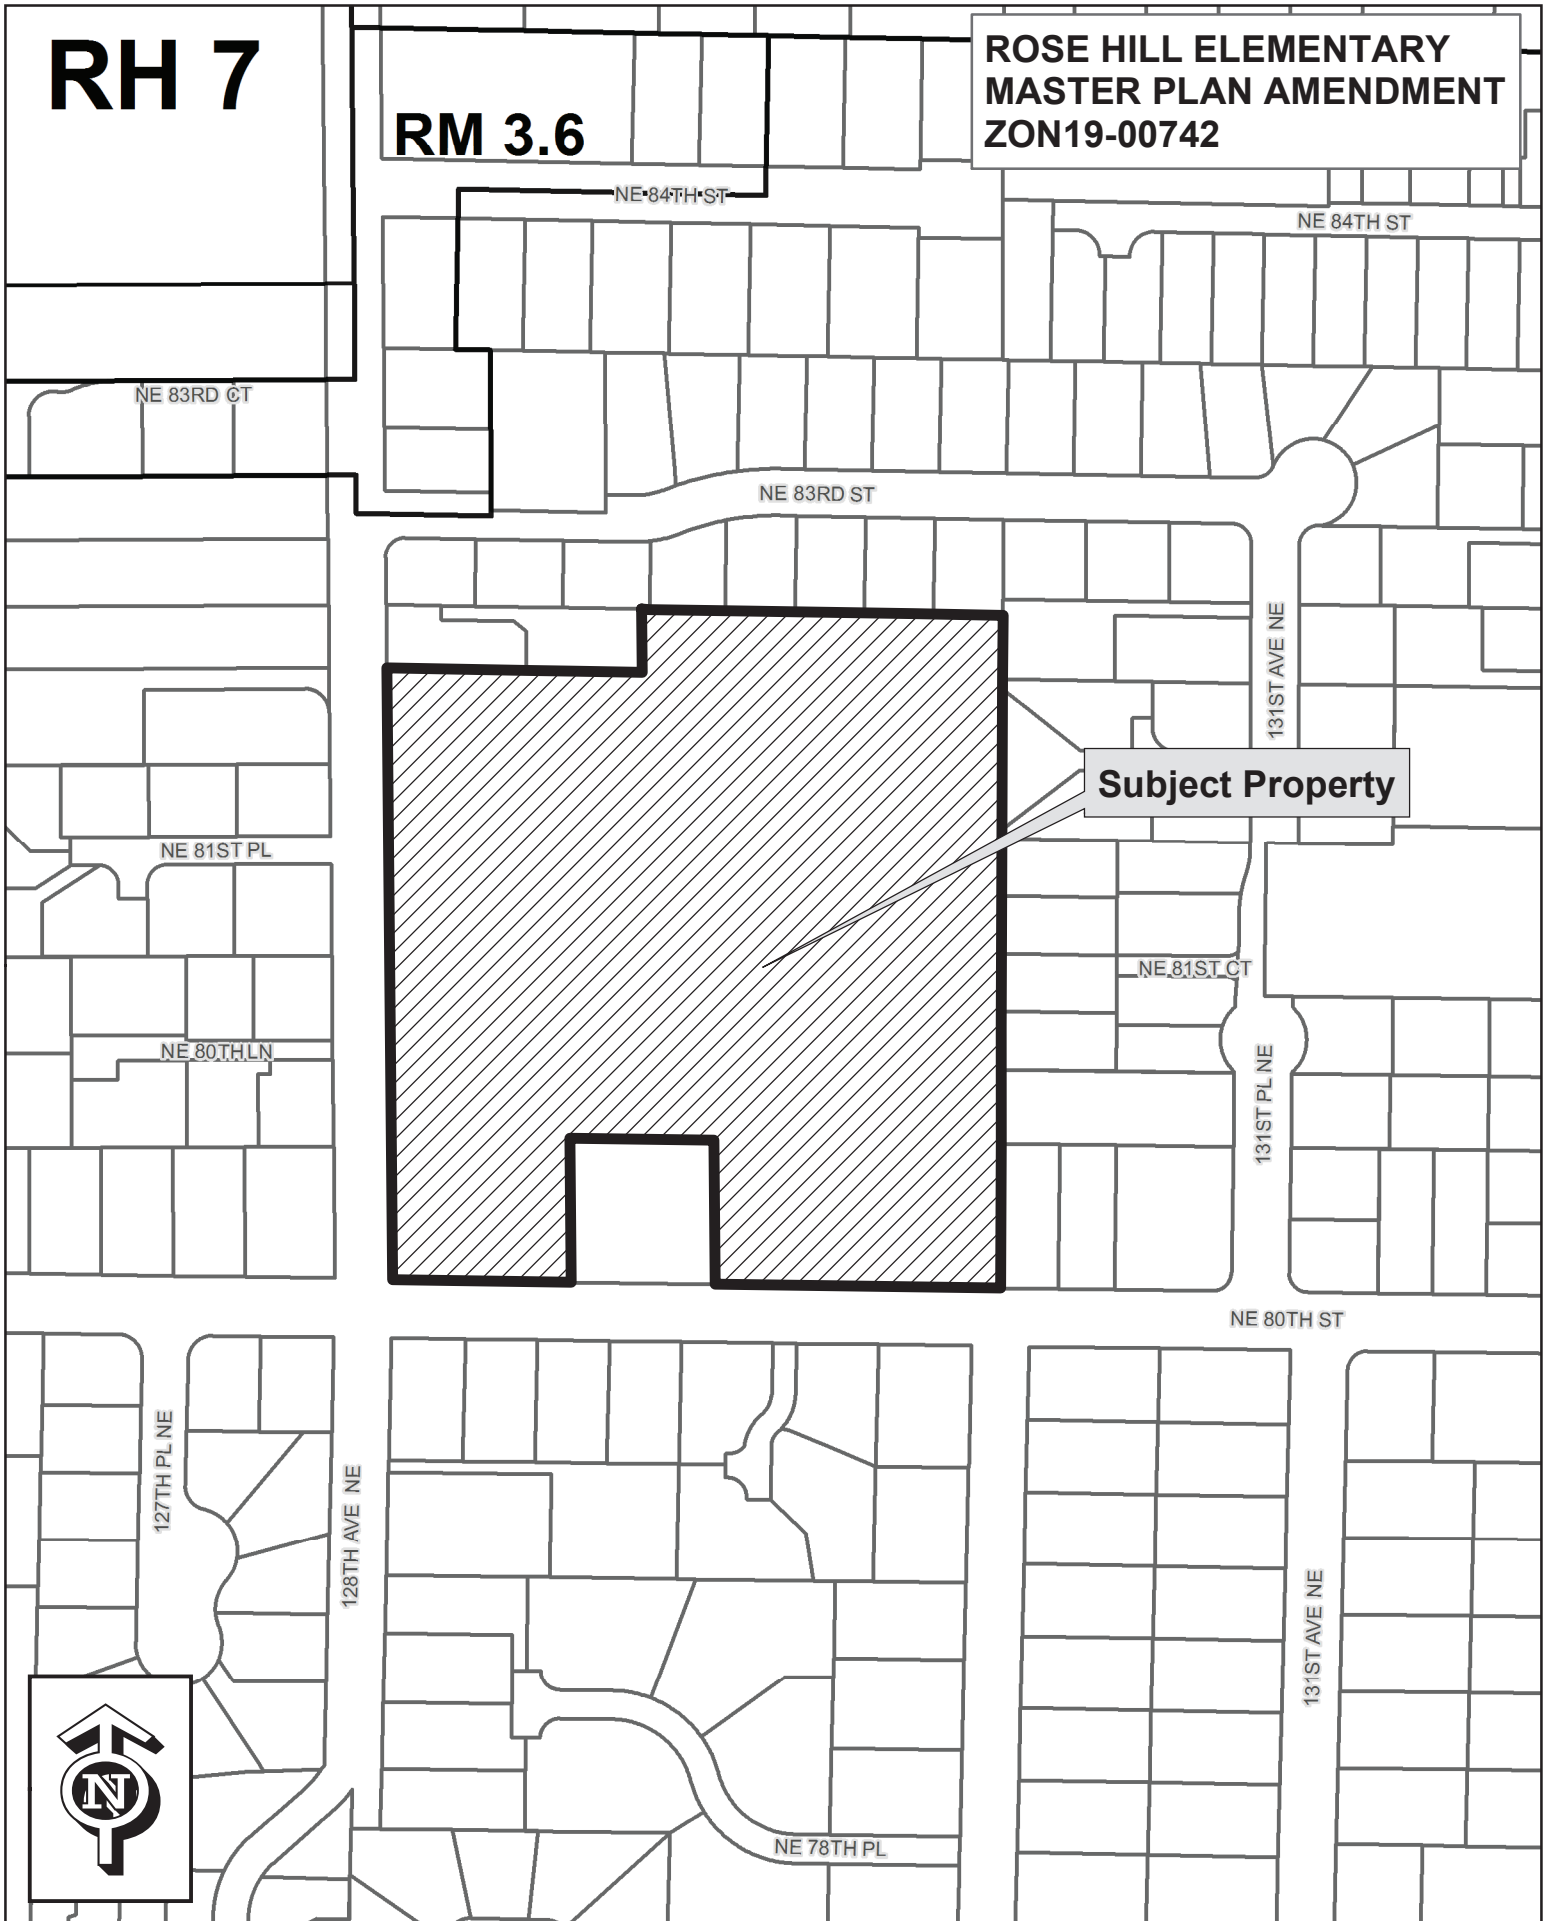 RH 7
ROSE HILL ELEMENTARY
MASTER PLAN AMENDMENT
ZON19-00742
RM 3.6
NE 84TH ST
NE 84TH ST
NE 83RD CT
NE 83RD ST
131ST AVE NE
Subject Property
NE 81ST PL
NE 81ST CT
NE 80TH LN
131ST PL NE
NE 80TH ST
127TH PL NE
128TH AVE NE
131ST AVE NE
N
NE 78TH PL